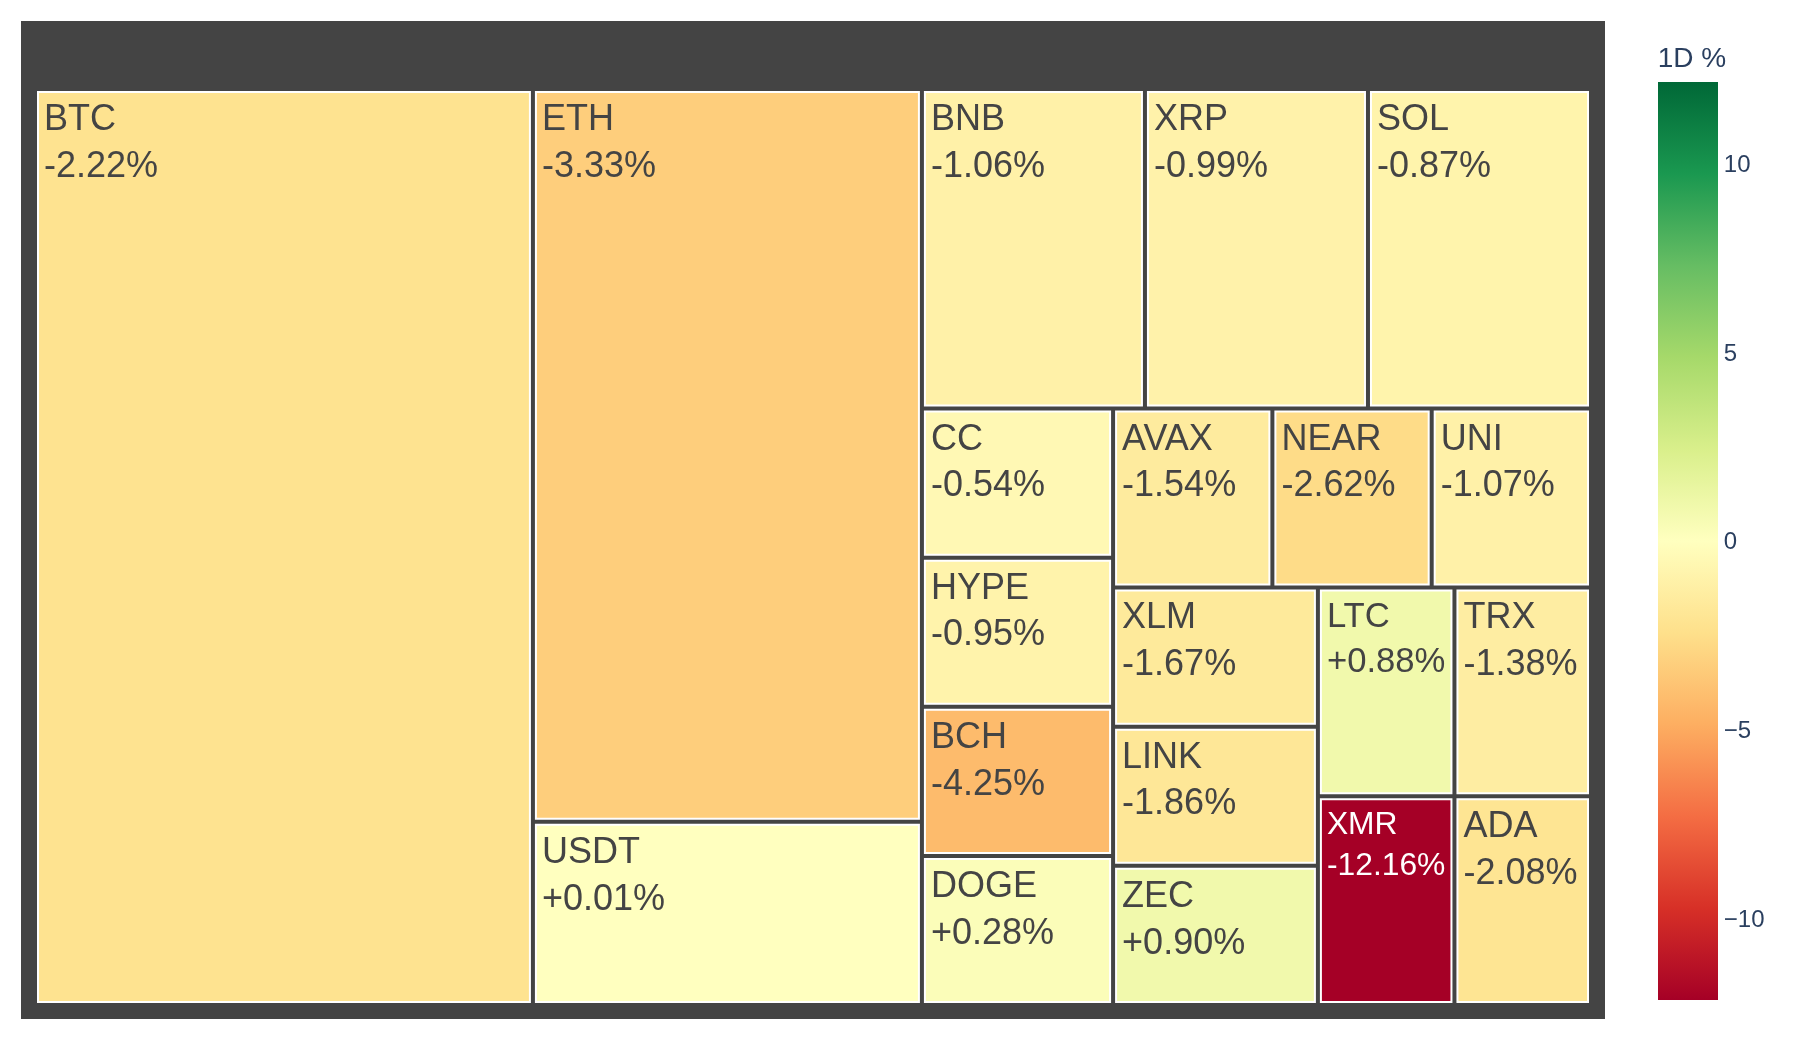 BTC
-2.22%
ETH
-3.33%
USDT
+0.01%
BNB
-1.06%
XRP
-0.99%
SOL
-0.87%
CC
-0.54%
HYPE
-0.95%
BCH
-4.25%
DOGE
+0.28%
AVAX
-1.54%
NEAR
-2.62%
UNI
-1.07%
XLM
-1.67%
LINK
-1.86%
ZEC
+0.90%
LTC
+0.88%
TRX
-1.38%
XMR
-12.16%
ADA
-2.08%
1D %
10
5
0
−5
−10